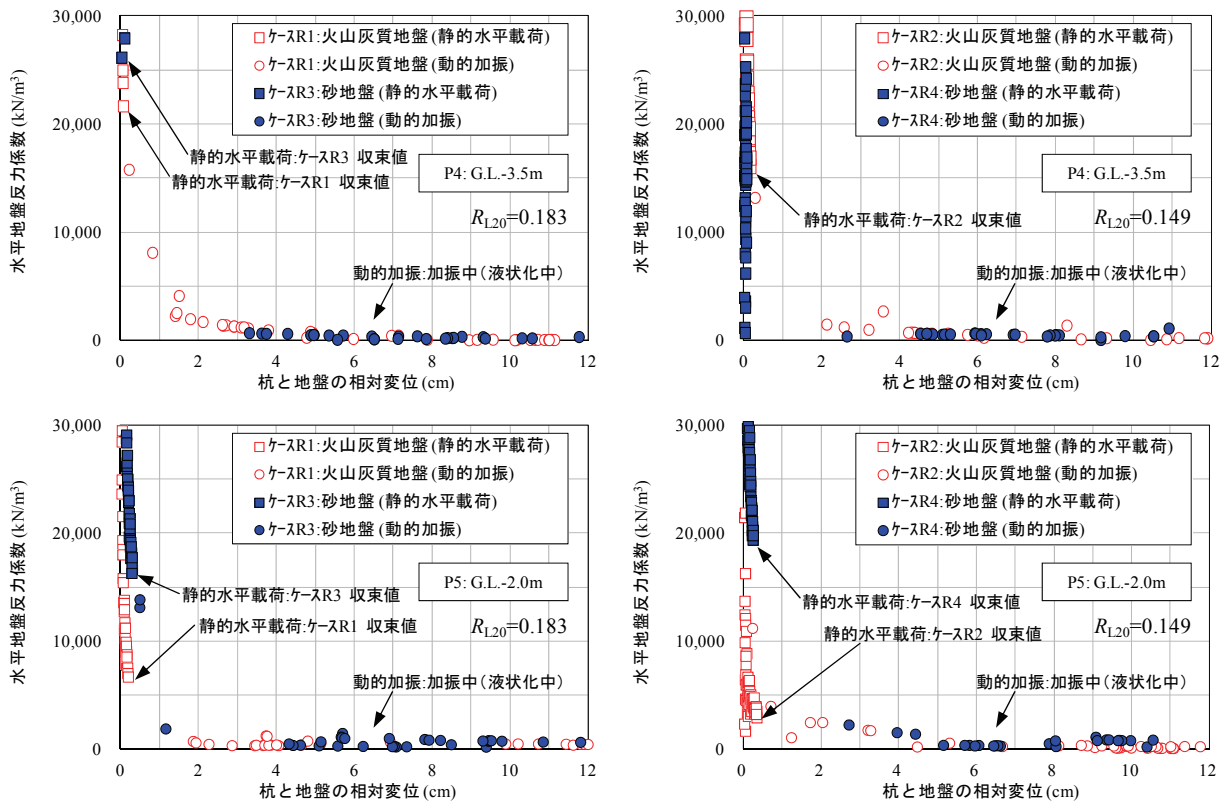 30,000
20,000
10,000
0
水平地盤反力係数 (kN/m³)
ｹｰｽR1:火山灰質地盤 (静的水平載荷)
ｹｰｽR1:火山灰質地盤 (動的加振)
ｹｰｽR3:砂地盤 (静的水平載荷)
ｹｰｽR3:砂地盤 (動的加振)
静的水平載荷:ｹｰｽR3 収束値
静的水平載荷:ｹｰｽR1 収束値
P4: G.L.-3.5m
RL20=0.183
動的加振:加振中(液状化中)
0 2 4 6 8 10 12
杭と地盤の相対変位 (cm)
30,000
20,000
10,000
0
水平地盤反力係数 (kN/m³)
ｹｰｽR2:火山灰質地盤 (静的水平載荷)
ｹｰｽR2:火山灰質地盤 (動的加振)
ｹｰｽR4:砂地盤 (静的水平載荷)
ｹｰｽR4:砂地盤 (動的加振)
P4: G.L.-3.5m
静的水平載荷:ｹｰｽR2 収束値
RL20=0.149
動的加振:加振中(液状化中)
0 2 4 6 8 10 12
杭と地盤の相対変位 (cm)
30,000
20,000
10,000
0
水平地盤反力係数 (kN/m³)
ｹｰｽR1:火山灰質地盤 (静的水平載荷)
ｹｰｽR1:火山灰質地盤 (動的加振)
ｹｰｽR3:砂地盤 (静的水平載荷)
ｹｰｽR3:砂地盤 (動的加振)
P5: G.L.-2.0m
静的水平載荷:ｹｰｽR3 収束値
静的水平載荷:ｹｰｽR1 収束値
RL20=0.183
動的加振:加振中(液状化中)
0 2 4 6 8 10 12
杭と地盤の相対変位 (cm)
30,000
20,000
10,000
0
水平地盤反力係数 (kN/m³)
ｹｰｽR2:火山灰質地盤 (静的水平載荷)
ｹｰｽR2:火山灰質地盤 (動的加振)
ｹｰｽR4:砂地盤 (静的水平載荷)
ｹｰｽR4:砂地盤 (動的加振)
P5: G.L.-2.0m
静的水平載荷:ｹｰｽR4 収束値
静的水平載荷:ｹｰｽR2 収束値
RL20=0.149
動的加振:加振中(液状化中)
0 2 4 6 8 10 12
杭と地盤の相対変位 (cm)